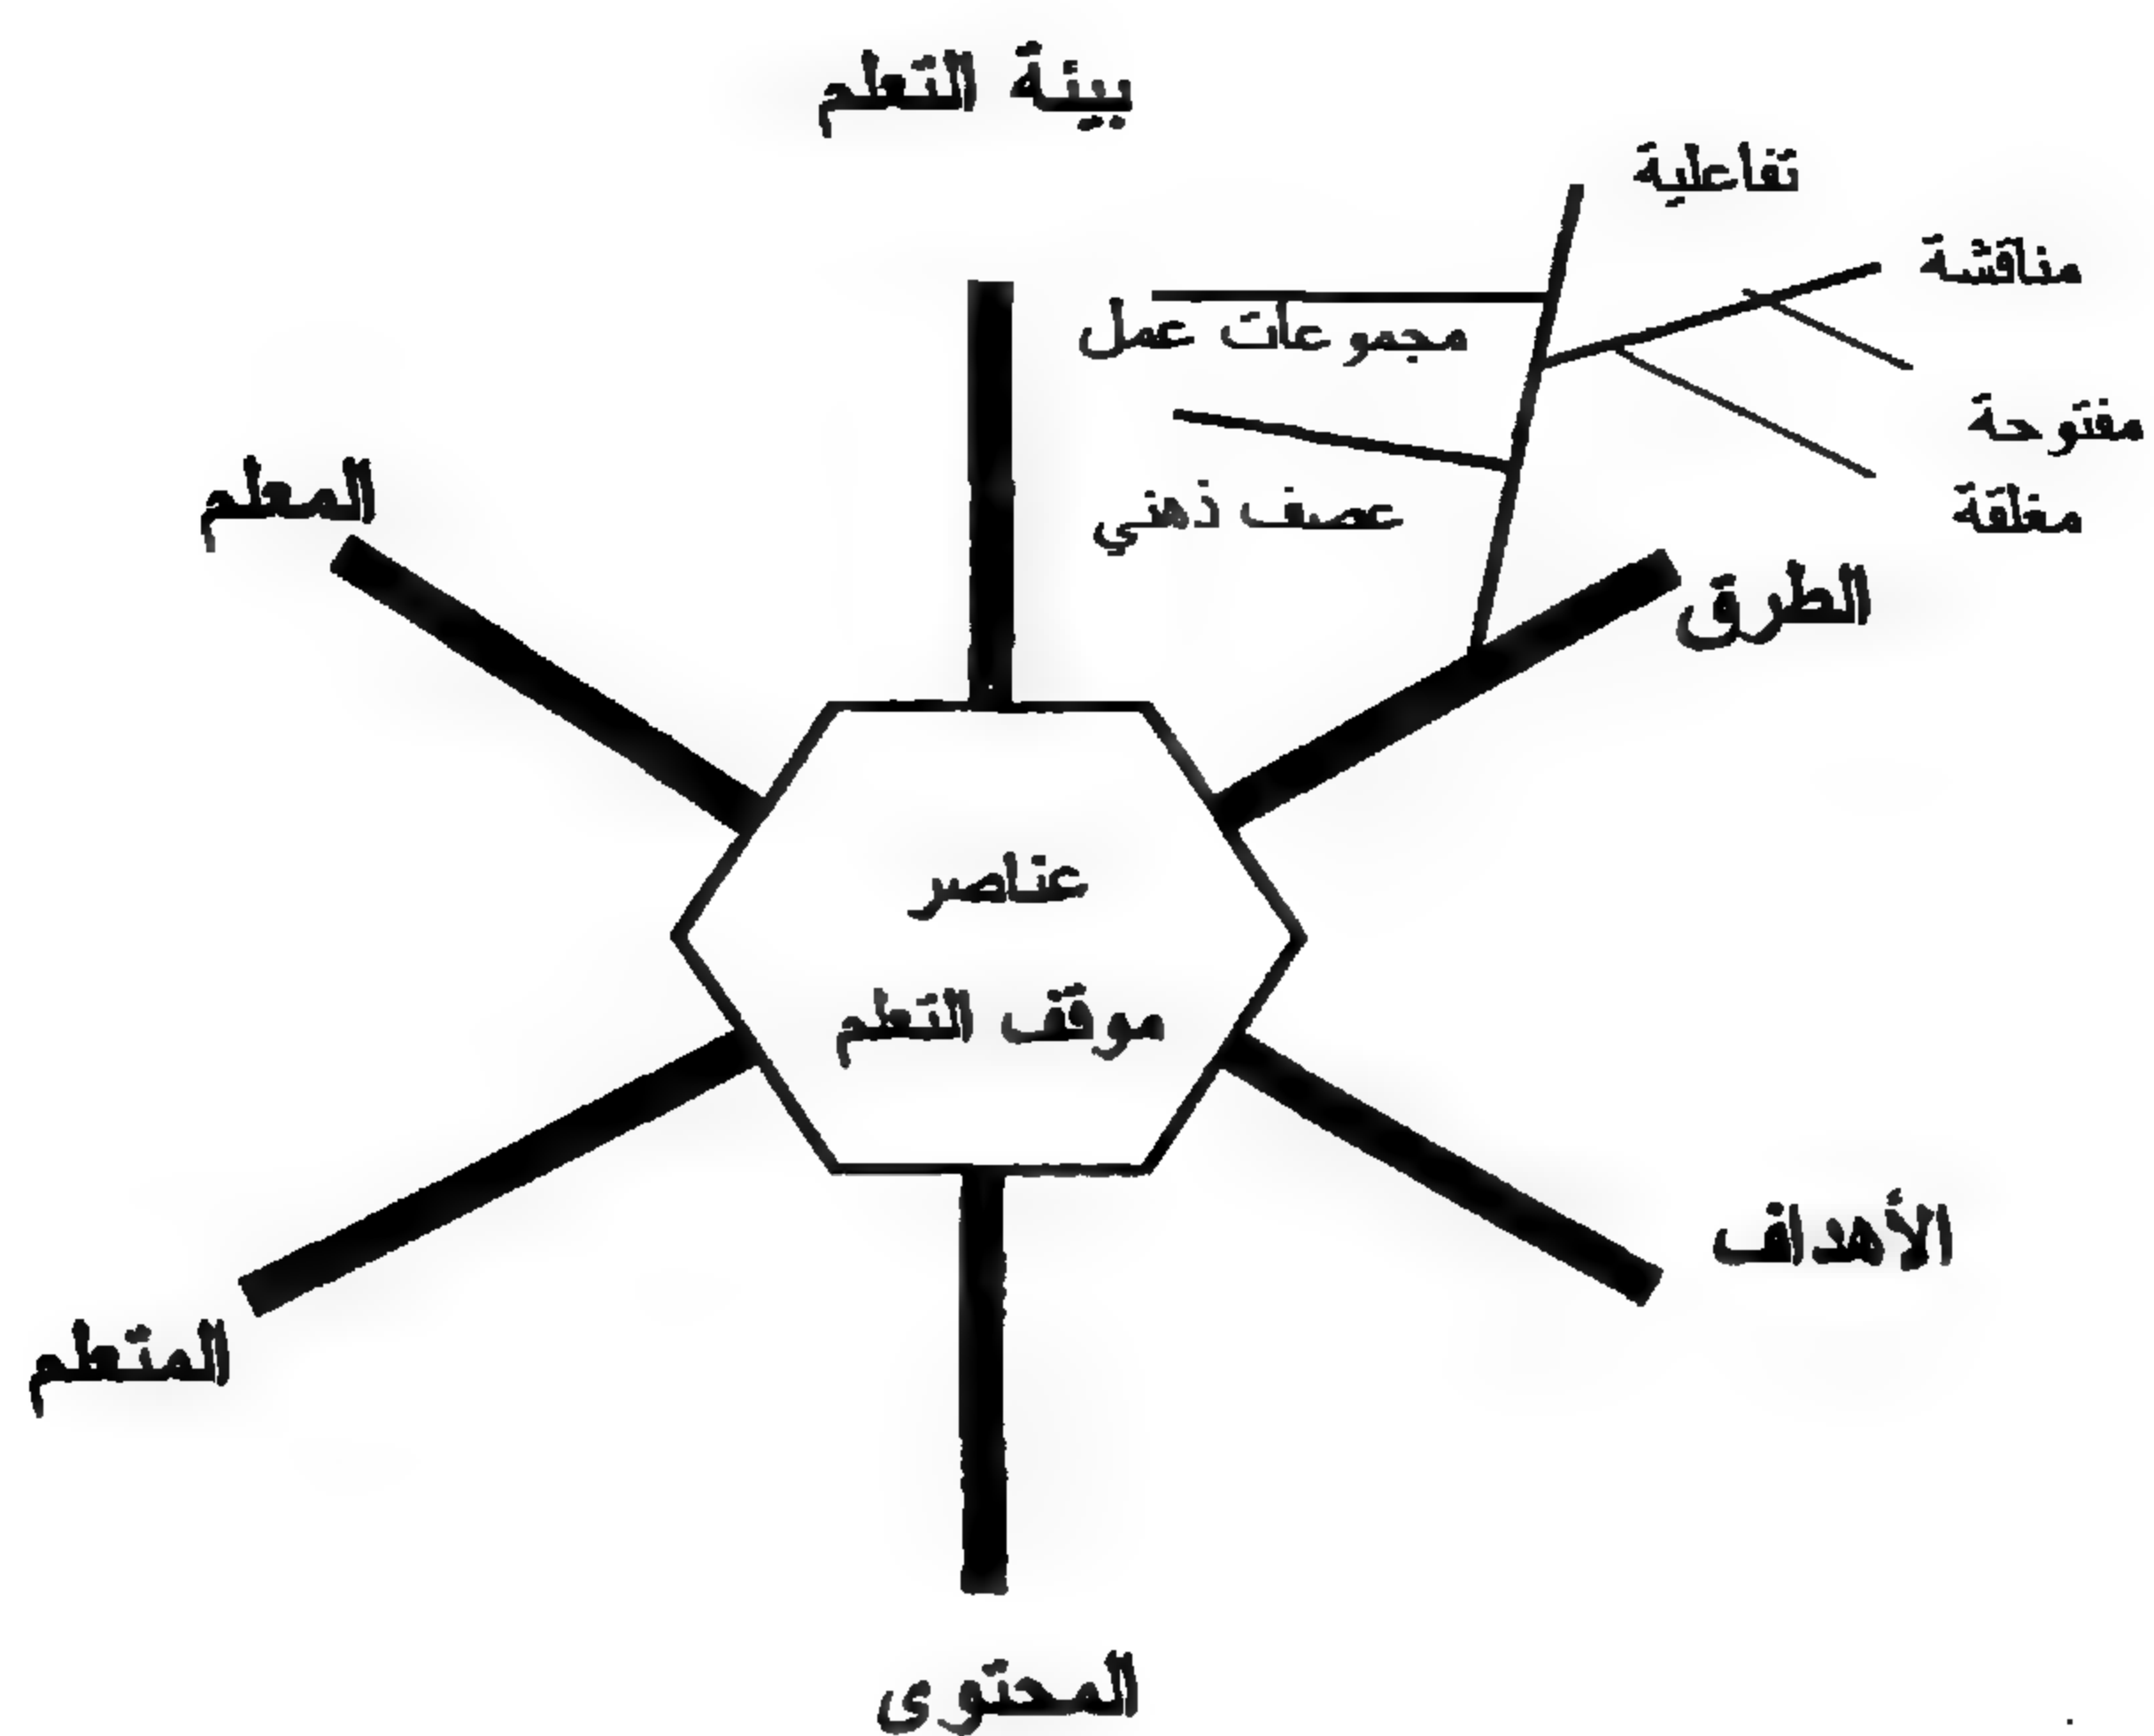 بيئة التعلم
تفاعلية
مناقشة
مجموعات عمل
مفتوحة
عصف ذهني
مغلقة
المعلم
الطرق
عناصر
موقف التعلم
الأهداف
المتعلم
المحتوى